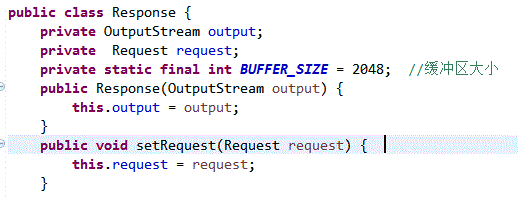 public class Response {
    private OutputStream output;
    private  Request request;
    private static final int BUFFER_SIZE = 2048;  //缓冲区大小
    public Response(OutputStream output) {
        this.output = output;
    }
    public void setRequest(Request request) {
        this.request = request;
    }